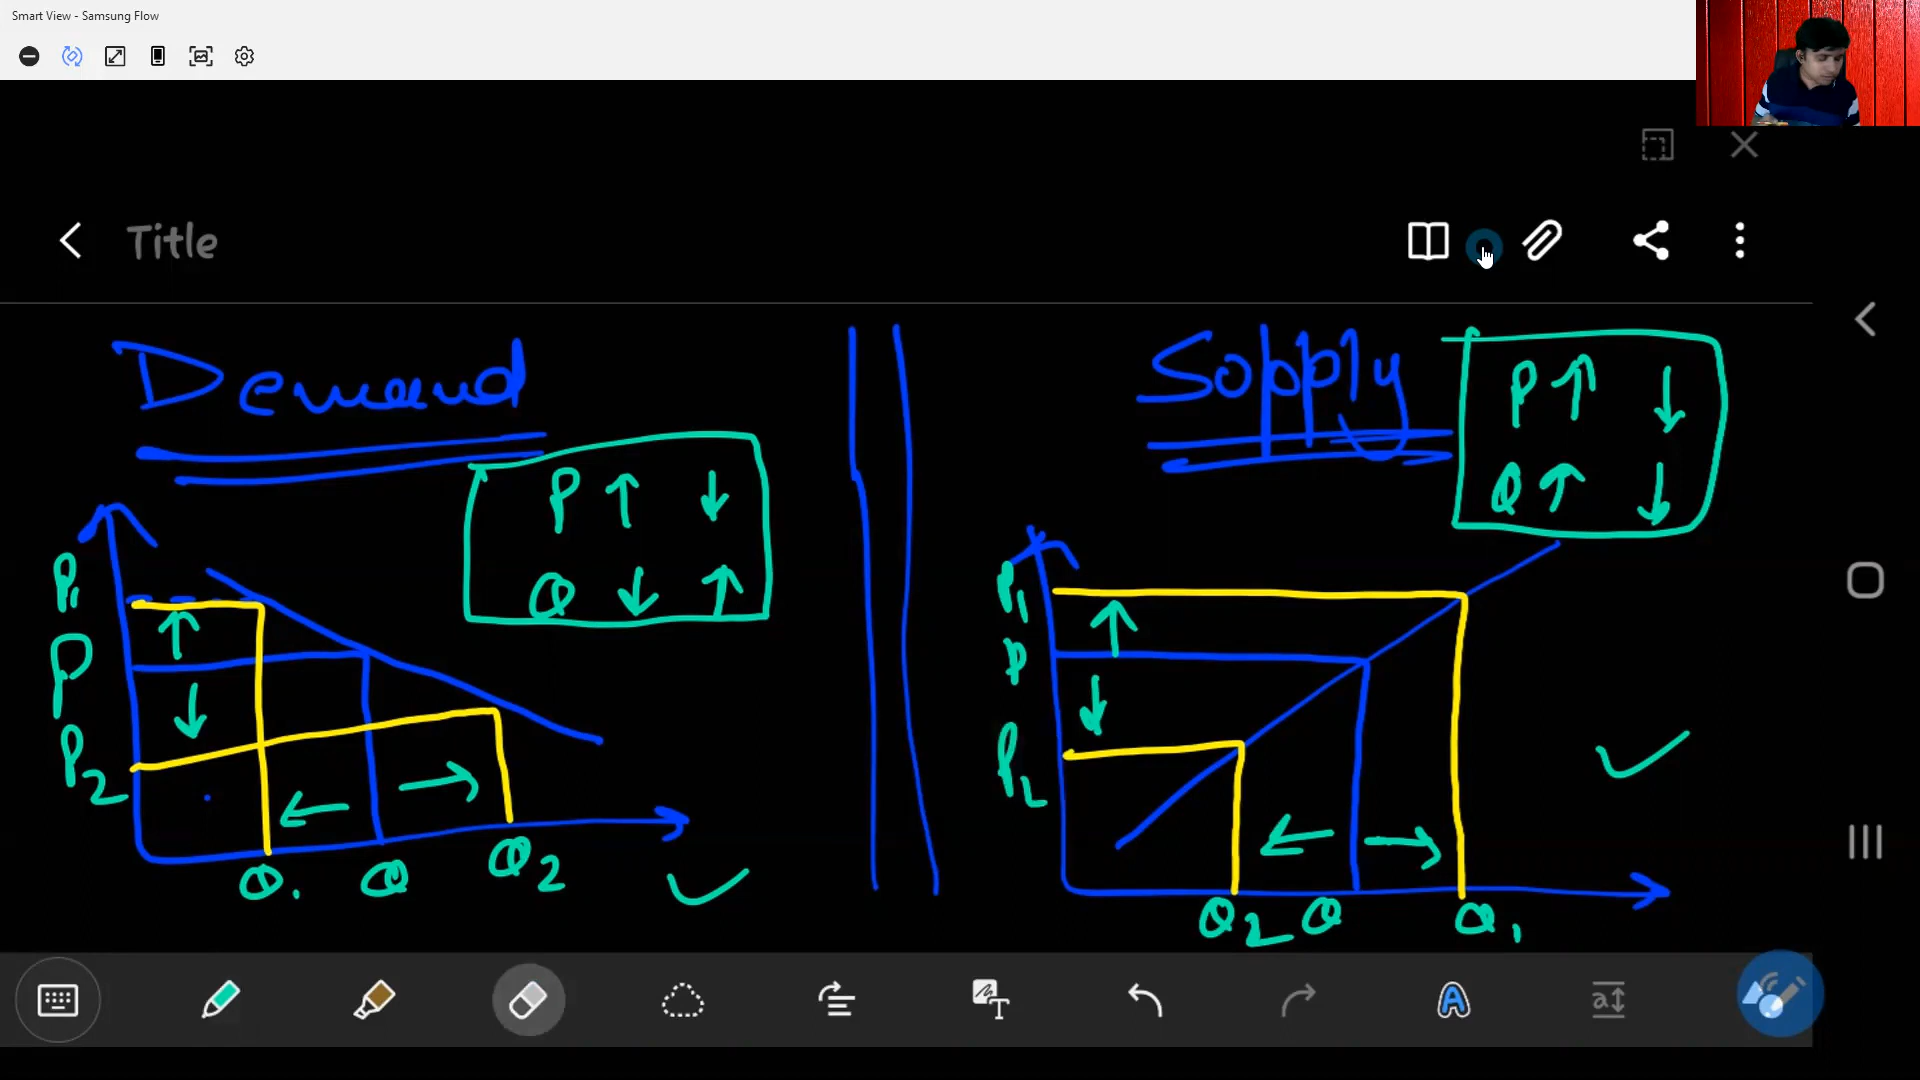 Smart View - Samsung Flow
Title
Demand
P ↑ ↓
Q ↓ ↑
P1
P
P2
Q1 Q Q2
Sopply
P ↑ ↓
Q ↑ ↓
P1
P
P2
Q2 Q Q1